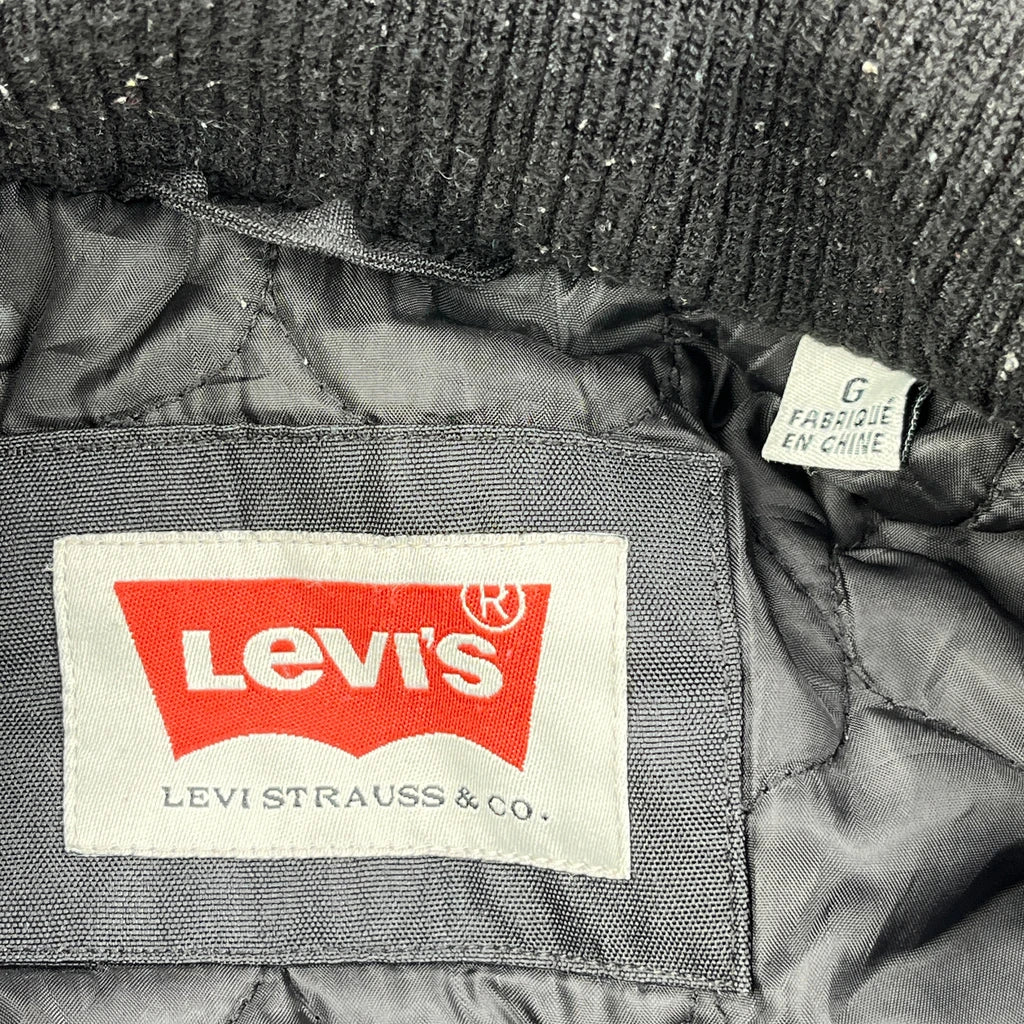 G
FABRIQUÉ
EN CHINE
LEVI'S®
LEVI STRAUSS & CO.